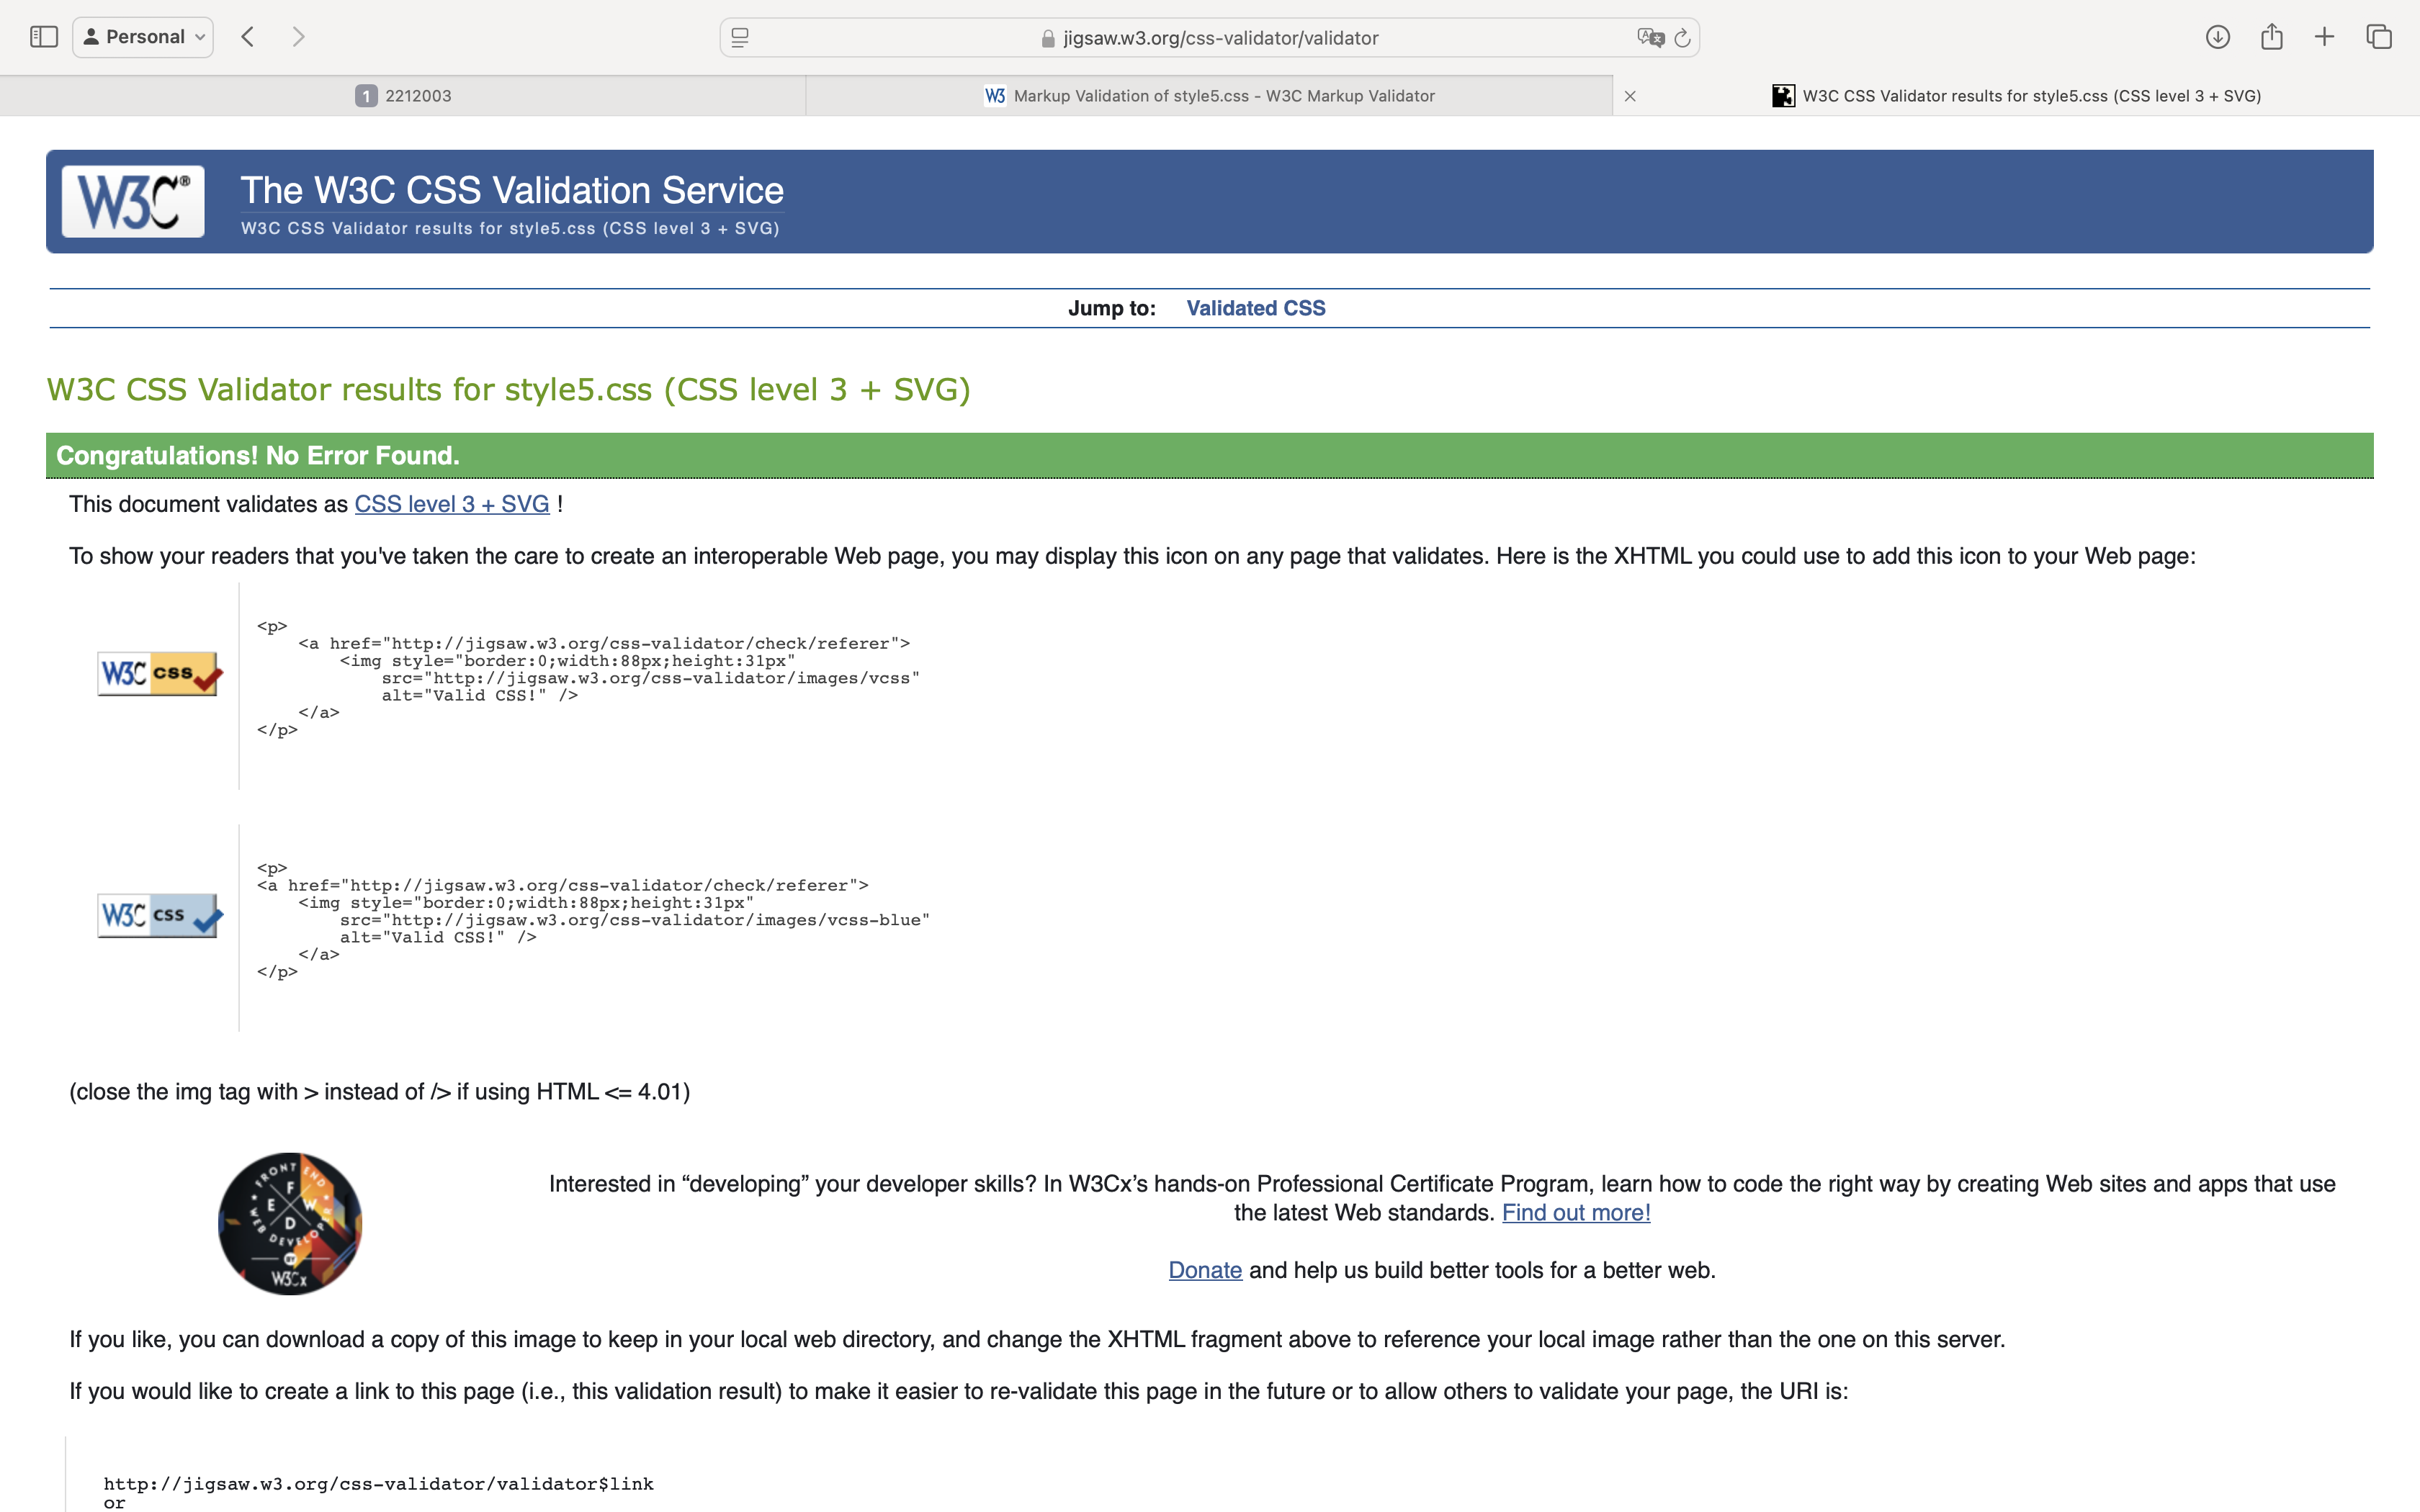 Personal
jigsaw.w3.org/css-validator/validator
1 2212003
W3 Markup Validation of style5.css - W3C Markup Validator
W3C CSS Validator results for style5.css (CSS level 3 + SVG)
W3C®
The W3C CSS Validation Service
W3C CSS Validator results for style5.css (CSS level 3 + SVG)
Jump to: Validated CSS
W3C CSS Validator results for style5.css (CSS level 3 + SVG)
Congratulations! No Error Found.
This document validates as CSS level 3 + SVG !
To show your readers that you've taken the care to create an interoperable Web page, you may display this icon on any page that validates. Here is the XHTML you could use to add this icon to your Web page:
W3C css
<p>
<a href="http://jigsaw.w3.org/css-validator/check/referer">
<img style="border:0;width:88px;height:31px"
src="http://jigsaw.w3.org/css-validator/images/vcss"
alt="Valid CSS!" />
</a>
</p>
W3C css
<p>
<a href="http://jigsaw.w3.org/css-validator/check/referer">
<img style="border:0;width:88px;height:31px"
src="http://jigsaw.w3.org/css-validator/images/vcss-blue"
alt="Valid CSS!" />
</a>
</p>
(close the img tag with > instead of /> if using HTML <= 4.01)
FRONT END
F E W D
WEB DEVELOPER
BY
W3Cx
Interested in “developing” your developer skills? In W3Cx’s hands-on Professional Certificate Program, learn how to code the right way by creating Web sites and apps that use
the latest Web standards. Find out more!
Donate and help us build better tools for a better web.
If you like, you can download a copy of this image to keep in your local web directory, and change the XHTML fragment above to reference your local image rather than the one on this server.
If you would like to create a link to this page (i.e., this validation result) to make it easier to re-validate this page in the future or to allow others to validate your page, the URI is:
http://jigsaw.w3.org/css-validator/validator$link
or